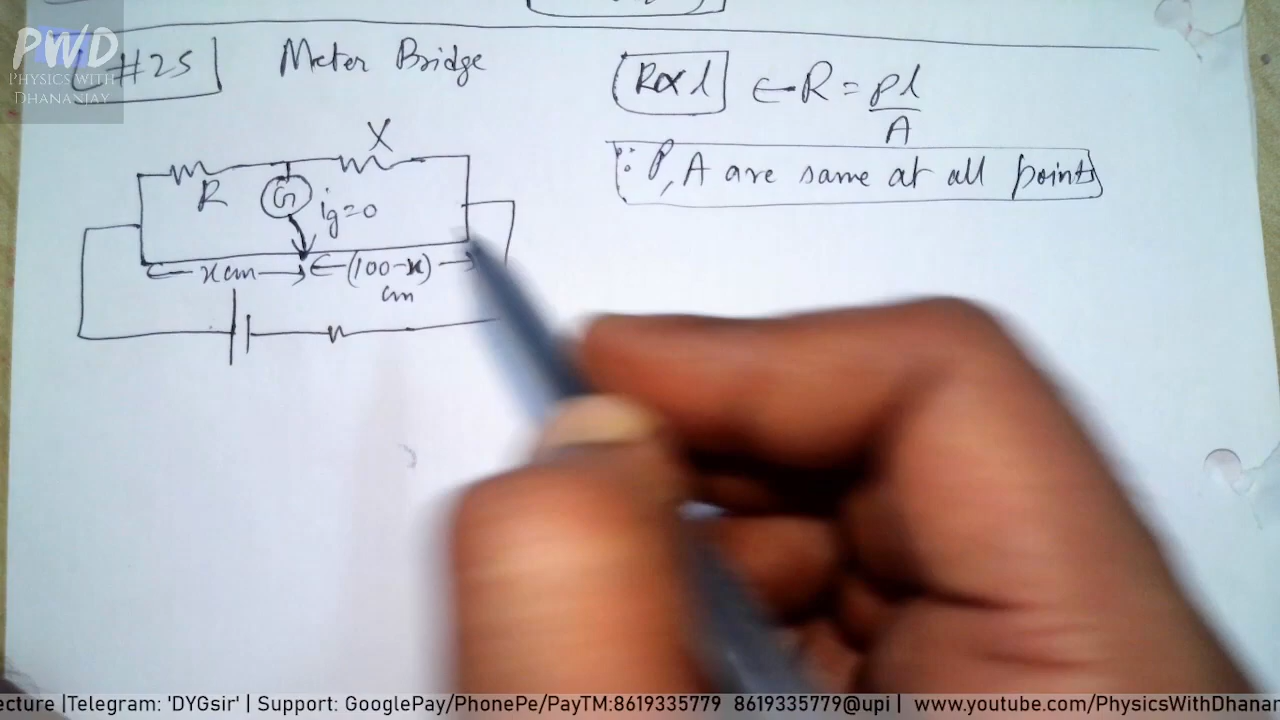 PWD
PHYSICS WITH
DHANANJAY
L#25
Meter Bridge
R∝l ← R = ρl/A
∵ ρ, A are same at all points
X
R
G
ig=0
x cm
(100-x)
cm
ecture |Telegram: 'DYGsir' | Support: GooglePay/PhonePe/PayTM:8619335779 8619335779@upi | www.youtube.com/PhysicsWithDhanan